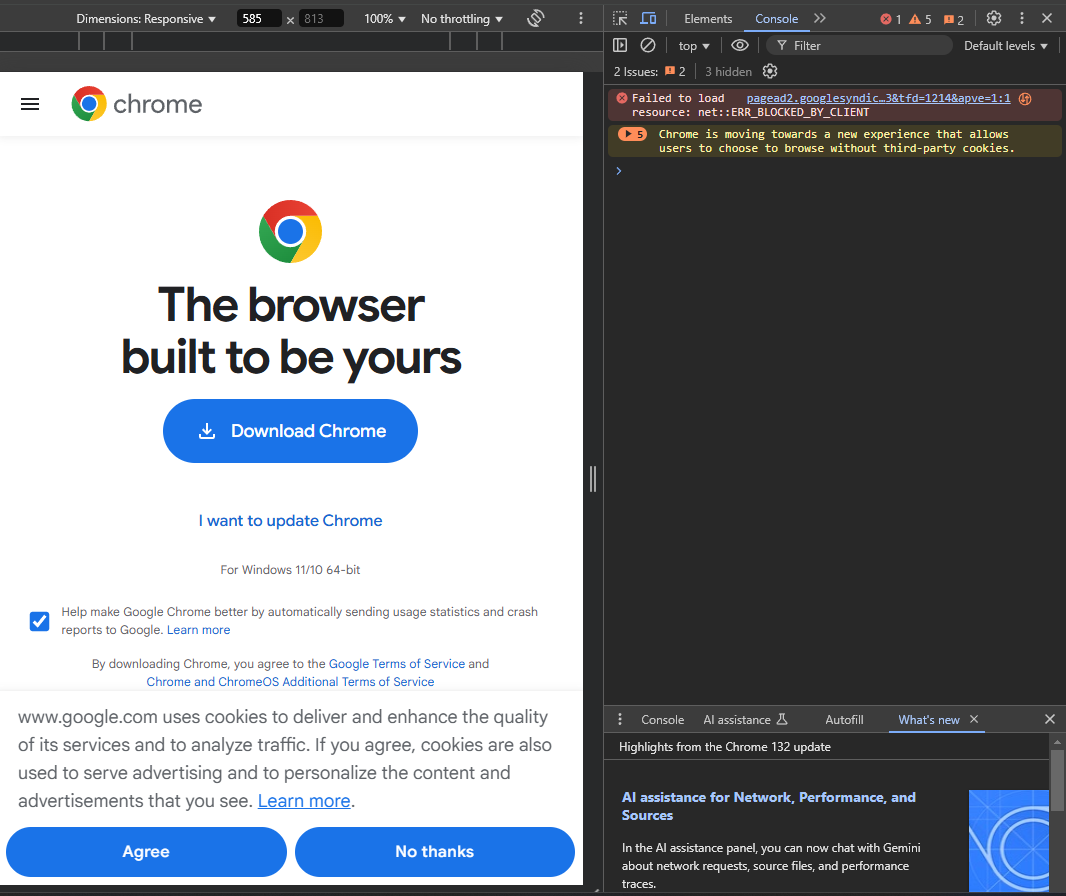 Dimensions: Responsive 585 × 813 100% No throttling
chrome
The browser
built to be yours
Download Chrome
I want to update Chrome
For Windows 11/10 64-bit
Help make Google Chrome better by automatically sending usage statistics and crash
reports to Google. Learn more
By downloading Chrome, you agree to the Google Terms of Service and
Chrome and ChromeOS Additional Terms of Service
www.google.com uses cookies to deliver and enhance the quality
of its services and to analyze traffic. If you agree, cookies are also
used to serve advertising and to personalize the content and
advertisements that you see. Learn more.
Agree No thanks
Elements Console 1 5 2
top Filter Default levels
2 Issues: 2 3 hidden
Failed to load pagead2.googlesyndic…3&tfd=1214&apve=1:1
resource: net::ERR_BLOCKED_BY_CLIENT
5 Chrome is moving towards a new experience that allows
users to choose to browse without third-party cookies.
Console AI assistance Autofill What's new
Highlights from the Chrome 132 update
AI assistance for Network, Performance, and
Sources
In the AI assistance panel, you can now chat with Gemini
about network requests, source files, and performance
traces.